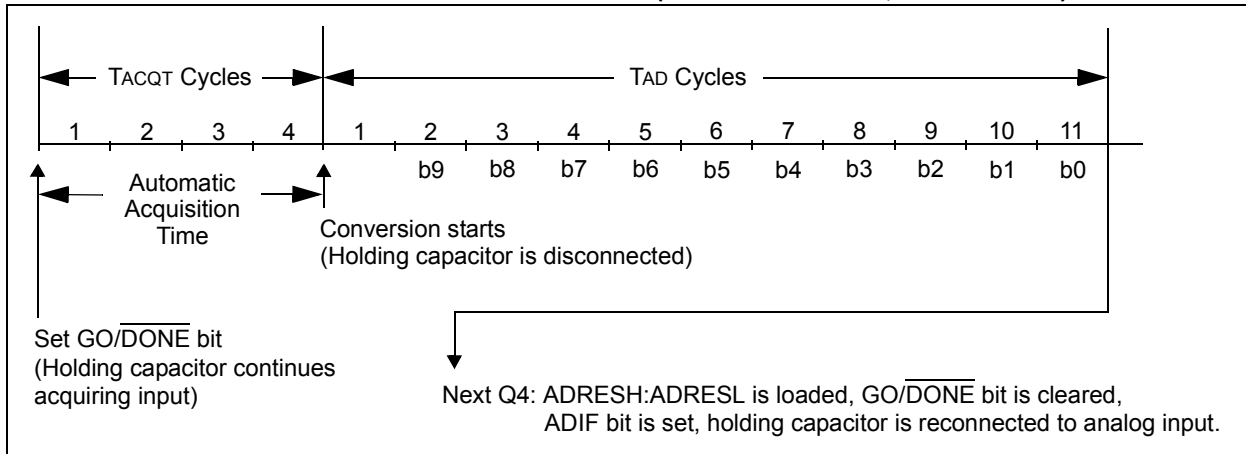 TACQT Cycles
TAD Cycles
1 2 3 4 1 2 3 4 5 6 7 8 9 10 11
b9 b8 b7 b6 b5 b4 b3 b2 b1 b0
Automatic
Acquisition
Time
Conversion starts
(Holding capacitor is disconnected)
Set GO/DONE bit
(Holding capacitor continues
acquiring input)
Next Q4: ADRESH:ADRESL is loaded, GO/DONE bit is cleared,
ADIF bit is set, holding capacitor is reconnected to analog input.